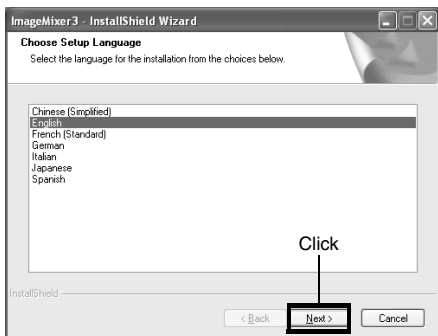 ImageMixer3 - InstallShield Wizard
Choose Setup Language
Select the language for the installation from the choices below.
Chinese (Simplified)
English
French (Standard)
German
Italian
Japanese
Spanish
Click
InstallShield
< Back
Next >
Cancel